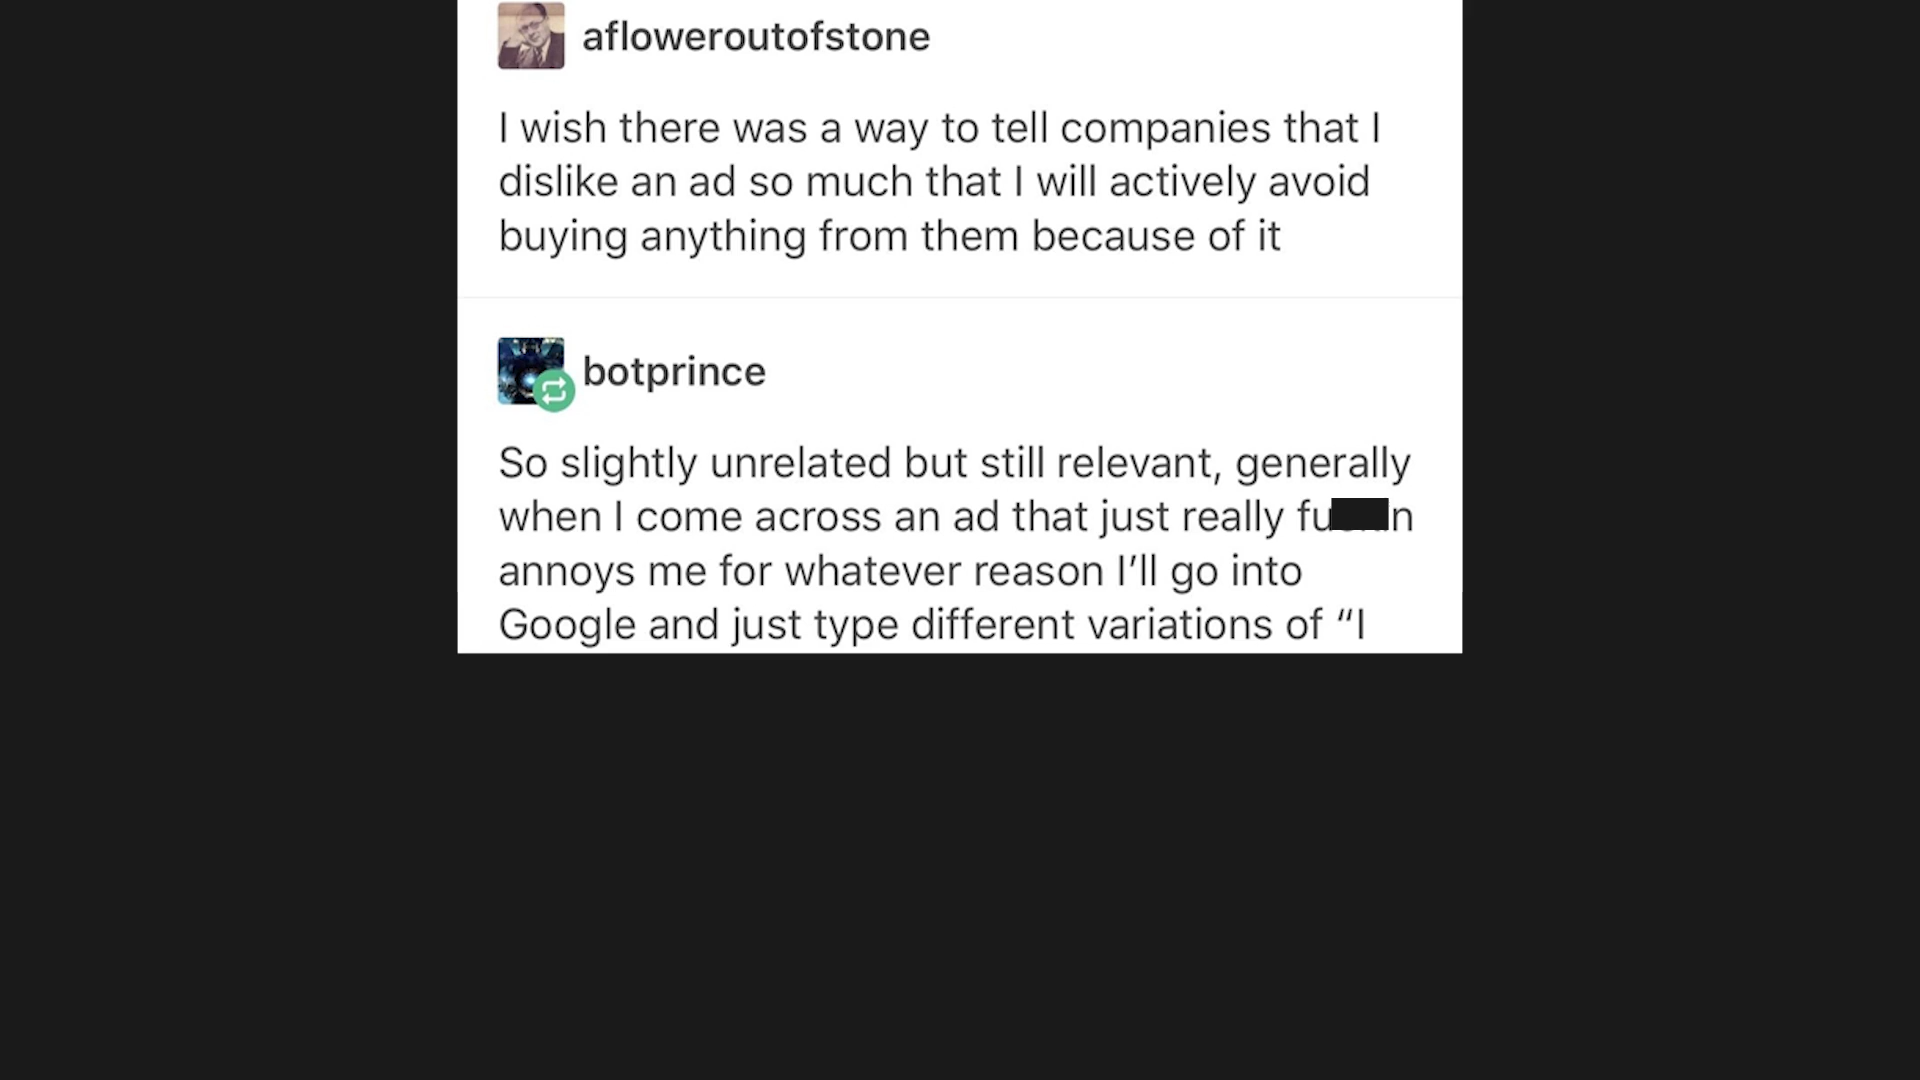 afloweroutofstone
I wish there was a way to tell companies that I
dislike an ad so much that I will actively avoid
buying anything from them because of it
botprince
So slightly unrelated but still relevant, generally
when I come across an ad that just really
annoys me for whatever reason I’ll go into
Google and just type different variations of “I